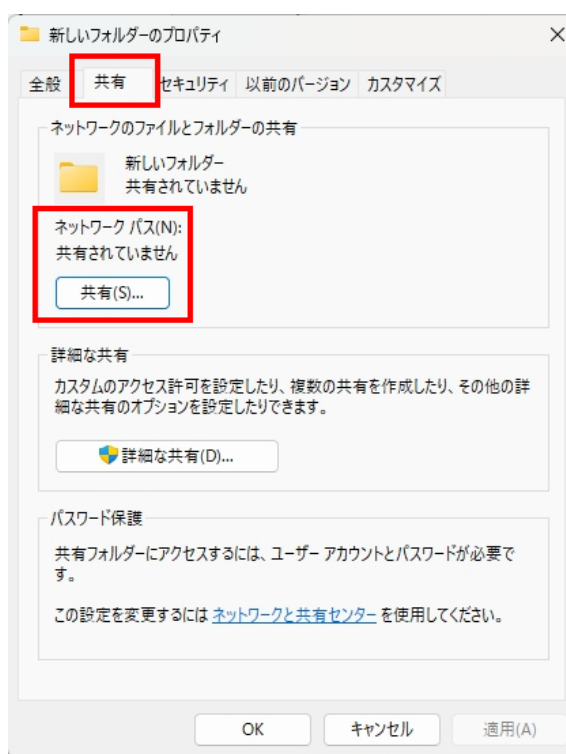 新しいフォルダーのプロパティ
全般 共有 セキュリティ 以前のバージョン カスタマイズ
ネットワークのファイルとフォルダーの共有
新しいフォルダー
共有されていません
ネットワーク パス(N):
共有されていません
共有(S)...
詳細な共有
カスタムのアクセス許可を設定したり、複数の共有を作成したり、その他の詳
細な共有のオプションを設定したりできます。
詳細な共有(D)...
パスワード保護
共有フォルダーにアクセスするには、ユーザー アカウントとパスワードが必要で
す。
この設定を変更するには ネットワークと共有センター を使用してください。
OK キャンセル 適用(A)